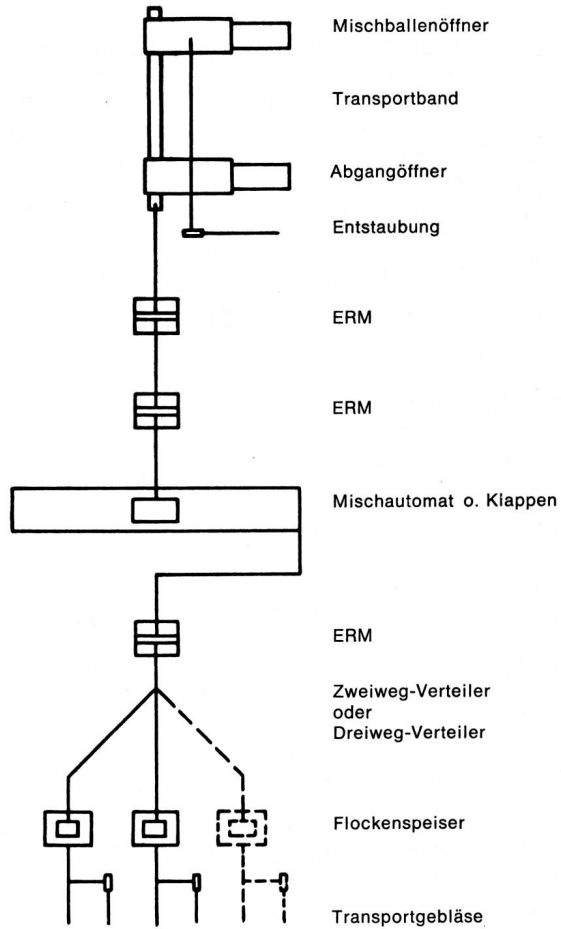 Mischballenöffner
Transportband
Abgangöffner
Entstaubung
ERM
ERM
Mischautomat o. Klappen
ERM
Zweiweg-Verteiler
oder
Dreiweg-Verteiler
Flockenspeiser
Transportgebläse